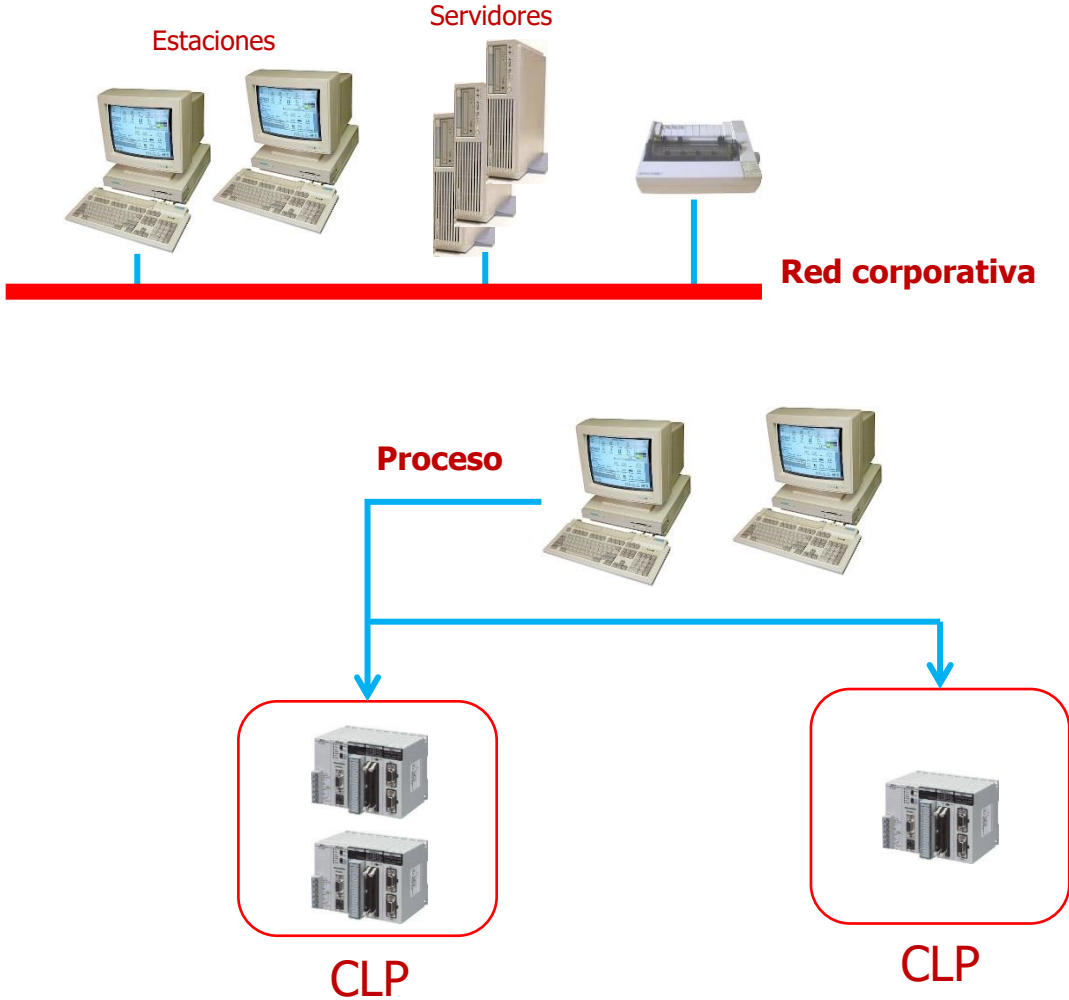 Servidores
Estaciones
Red corporativa
Proceso
CLP
CLP